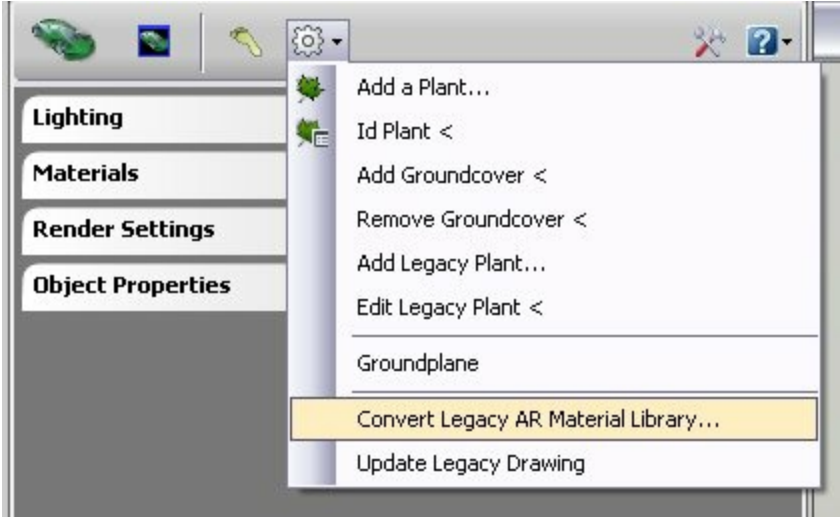 Add a Plant...
Lighting
Id Plant <
Materials
Add Groundcover <
Render Settings
Remove Groundcover <
Add Legacy Plant...
Object Properties
Edit Legacy Plant <
Groundplane
Convert Legacy AR Material Library...
Update Legacy Drawing